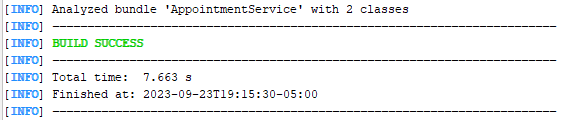 [INFO] Analyzed bundle 'AppointmentService' with 2 classes
[INFO] ------------------------------------------------------------------------
[INFO] BUILD SUCCESS
[INFO] ------------------------------------------------------------------------
[INFO] Total time:  7.663 s
[INFO] Finished at: 2023-09-23T19:15:30-05:00
[INFO] ------------------------------------------------------------------------